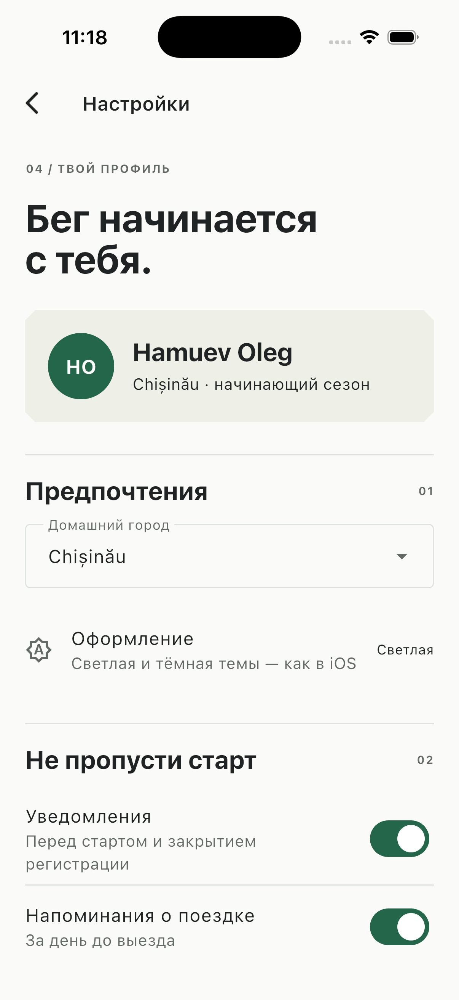 11:18
Настройки
04 / ТВОЙ ПРОФИЛЬ
Бег начинается
с тебя.
HO
Hamuev Oleg
Chișinău · начинающий сезон
Предпочтения
01
Домашний город
Chișinău
A
Оформление
Светлая и тёмная темы — как в iOS
Светлая
Не пропусти старт
02
Уведомления
Перед стартом и закрытием
регистрации
Напоминания о поездке
За день до выезда